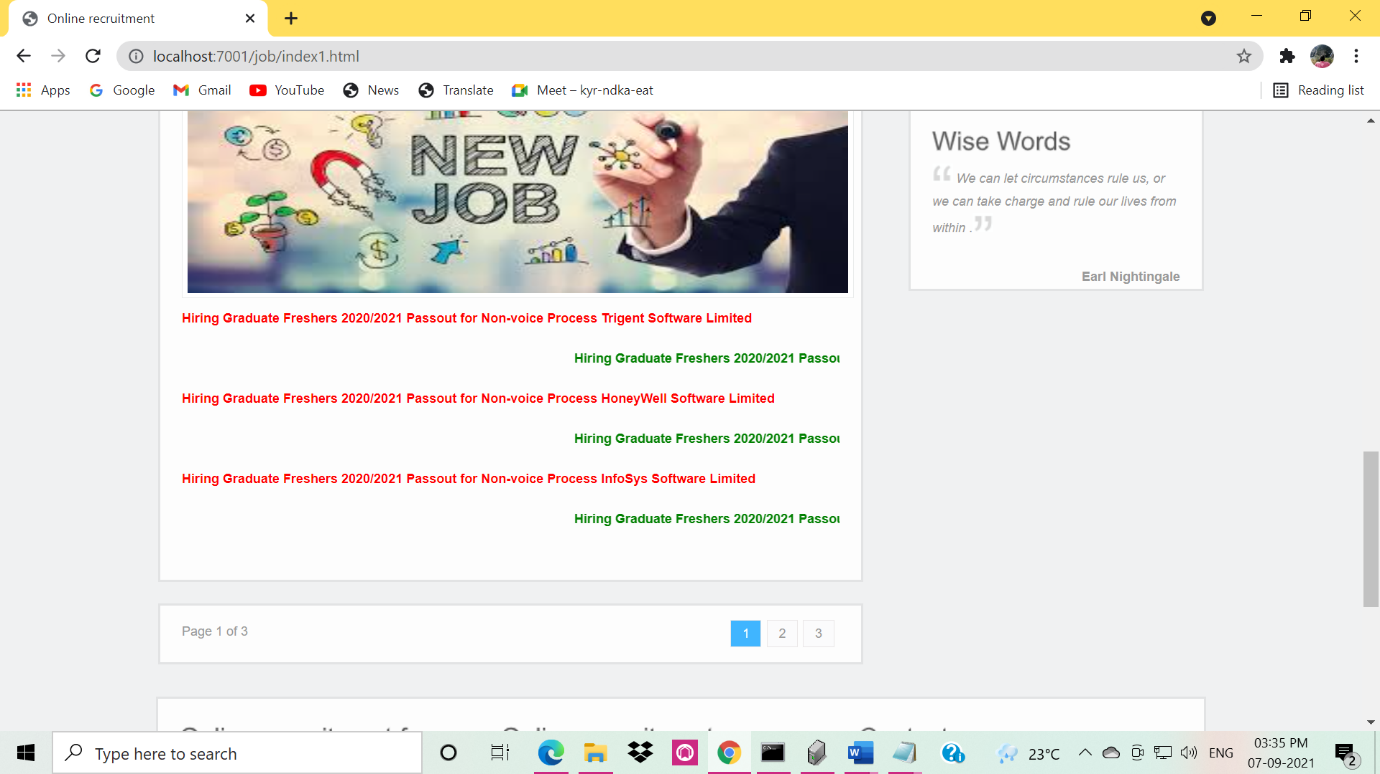 Online recruitment
localhost:7001/job/index1.html
Apps Google Gmail YouTube News Translate Meet – kyr-ndka-eat Reading list
NEW
JOB
Wise Words
“ We can let circumstances rule us, or
we can take charge and rule our lives from
within .”
Earl Nightingale
Hiring Graduate Freshers 2020/2021 Passout for Non-voice Process Trigent Software Limited
Hiring Graduate Freshers 2020/2021 Passou
Hiring Graduate Freshers 2020/2021 Passout for Non-voice Process HoneyWell Software Limited
Hiring Graduate Freshers 2020/2021 Passou
Hiring Graduate Freshers 2020/2021 Passout for Non-voice Process InfoSys Software Limited
Hiring Graduate Freshers 2020/2021 Passou
Page 1 of 3 1 2 3
Type here to search 23°C ENG 03:35 PM
07-09-2021 2